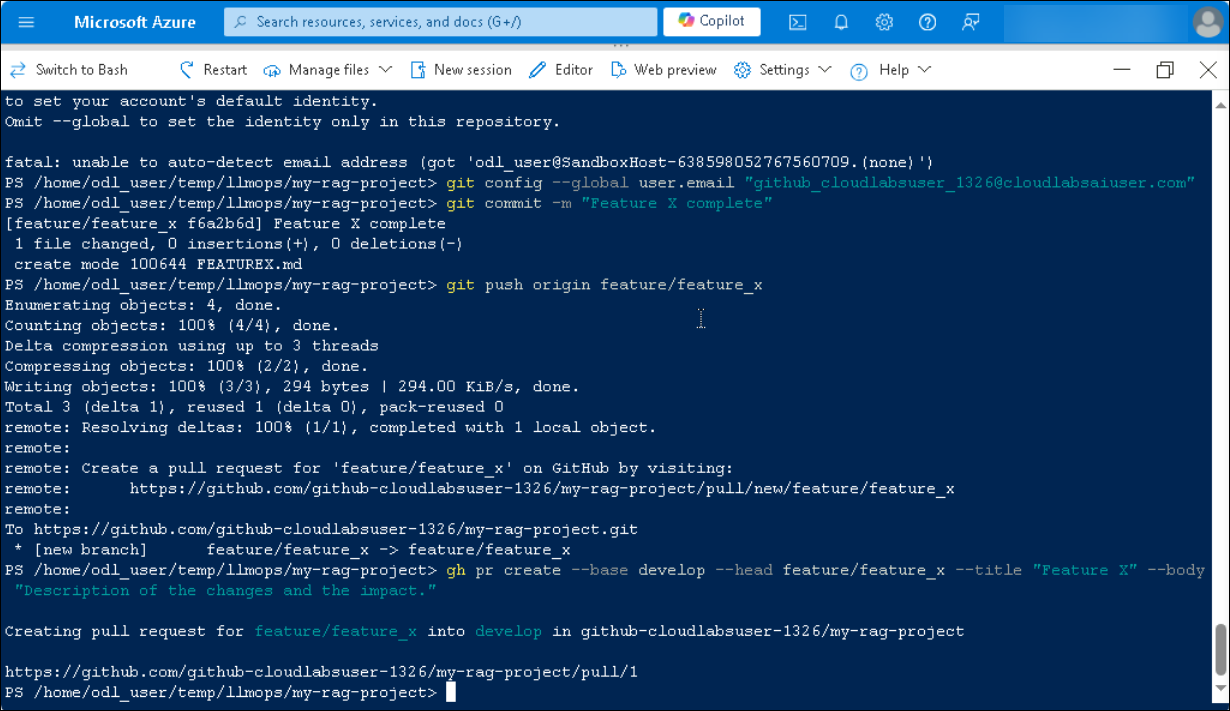 Microsoft Azure
Search resources, services, and docs (G+/)
Copilot
Switch to Bash
Restart
Manage files
New session
Editor
Web preview
Settings
Help
to set your account's default identity.
Omit --global to set the identity only in this repository.
fatal: unable to auto-detect email address (got 'odl_user@SandboxHost-638598052767560709.(none)')
PS /home/odl_user/temp/llmops/my-rag-project> git config --global user.email "github_cloudlabsuser_1326@cloudlabsaiuser.com"
PS /home/odl_user/temp/llmops/my-rag-project> git commit -m "Feature X complete"
[feature/feature_x f6a2b6d] Feature X complete
1 file changed, 0 insertions(+), 0 deletions(-)
create mode 100644 FEATUREX.md
PS /home/odl_user/temp/llmops/my-rag-project> git push origin feature/feature_x
Enumerating objects: 4, done.
Counting objects: 100% (4/4), done.
Delta compression using up to 3 threads
Compressing objects: 100% (2/2), done.
Writing objects: 100% (3/3), 294 bytes | 294.00 KiB/s, done.
Total 3 (delta 1), reused 1 (delta 0), pack-reused 0
remote: Resolving deltas: 100% (1/1), completed with 1 local object.
remote:
remote: Create a pull request for 'feature/feature_x' on GitHub by visiting:
remote:      https://github.com/github-cloudlabsuser-1326/my-rag-project/pull/new/feature/feature_x
remote:
To https://github.com/github-cloudlabsuser-1326/my-rag-project.git
* [new branch]      feature/feature_x -> feature/feature_x
PS /home/odl_user/temp/llmops/my-rag-project> gh pr create --base develop --head feature/feature_x --title "Feature X" --body
"Description of the changes and the impact."
Creating pull request for feature/feature_x into develop in github-cloudlabsuser-1326/my-rag-project
https://github.com/github-cloudlabsuser-1326/my-rag-project/pull/1
PS /home/odl_user/temp/llmops/my-rag-project>